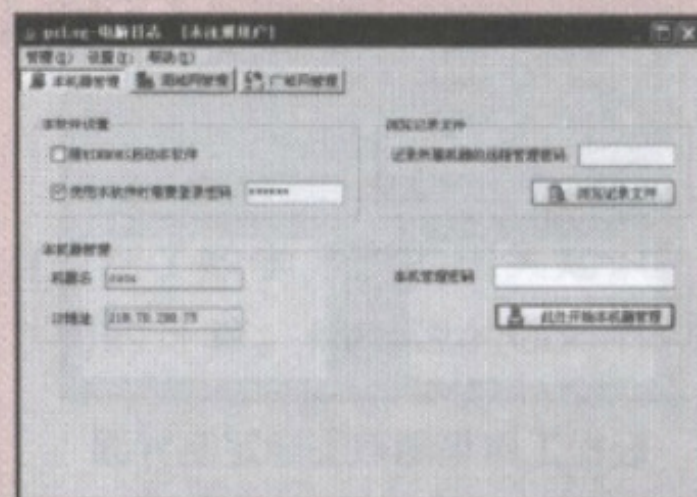 pcLog-电脑日志 [未注册用户]
管理 设置 帮助
本机器管理 局域网管理 广域网管理
本软件设置
浏览记录文件
随WINDOWS启动本软件
记录所属机器的远程管理密码
使用本软件时需要登录密码 ******
浏览记录文件
本机器管理
机器名
本机管理密码
IP地址
此处开始本机器管理